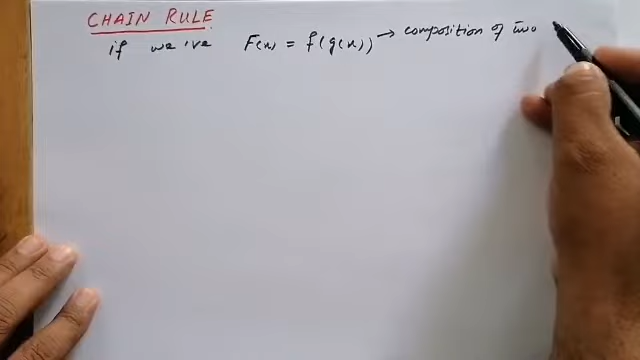 CHAIN RULE
if we've F(x) = f(g(x)) → composition of two